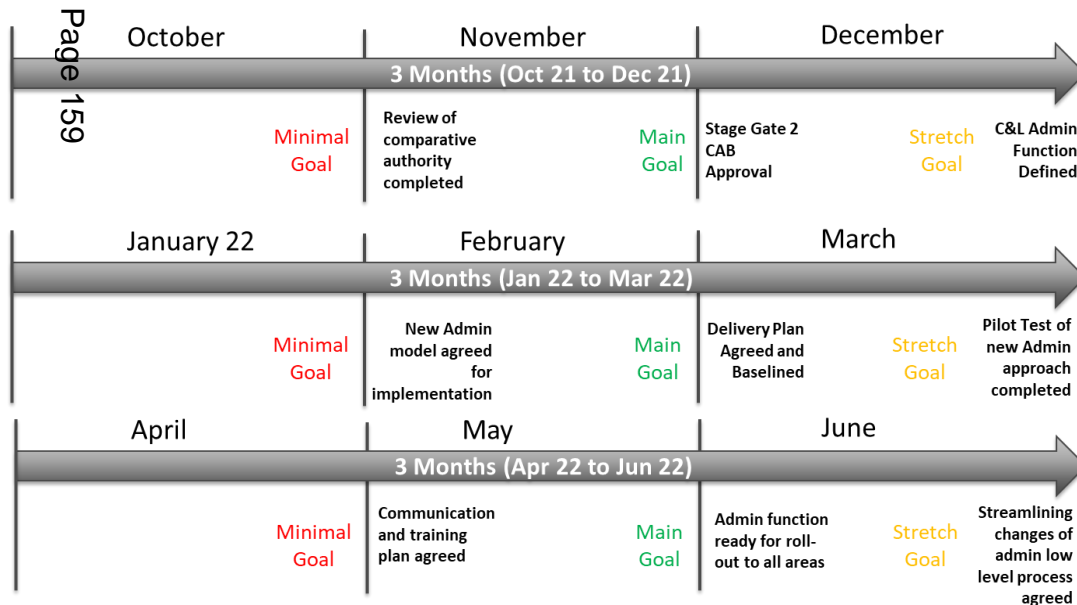 Page 159
October
November
December
3 Months (Oct 21 to Dec 21)
Minimal
Goal
Review of
comparative
authority
completed
Main
Goal
Stage Gate 2
CAB
Approval
Stretch
Goal
C&L Admin
Function
Defined
January 22
February
March
3 Months (Jan 22 to Mar 22)
Minimal
Goal
New Admin
model agreed
for
implementation
Main
Goal
Delivery Plan
Agreed and
Baselined
Stretch
Goal
Pilot Test of
new Admin
approach
completed
April
May
June
3 Months (Apr 22 to Jun 22)
Minimal
Goal
Communication
and training
plan agreed
Main
Goal
Admin function
ready for roll-
out to all areas
Stretch
Goal
Streamlining
changes of
admin low
level process
agreed